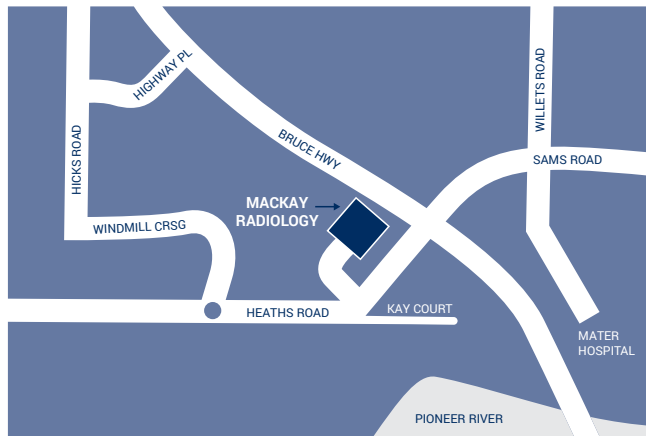 HIGHWAY PL
WILLETS ROAD
BRUCE HWY
HICKS ROAD
SAMS ROAD
MACKAY
RADIOLOGY
WINDMILL CRSG
HEATHS ROAD
KAY COURT
MATER
HOSPITAL
PIONEER RIVER